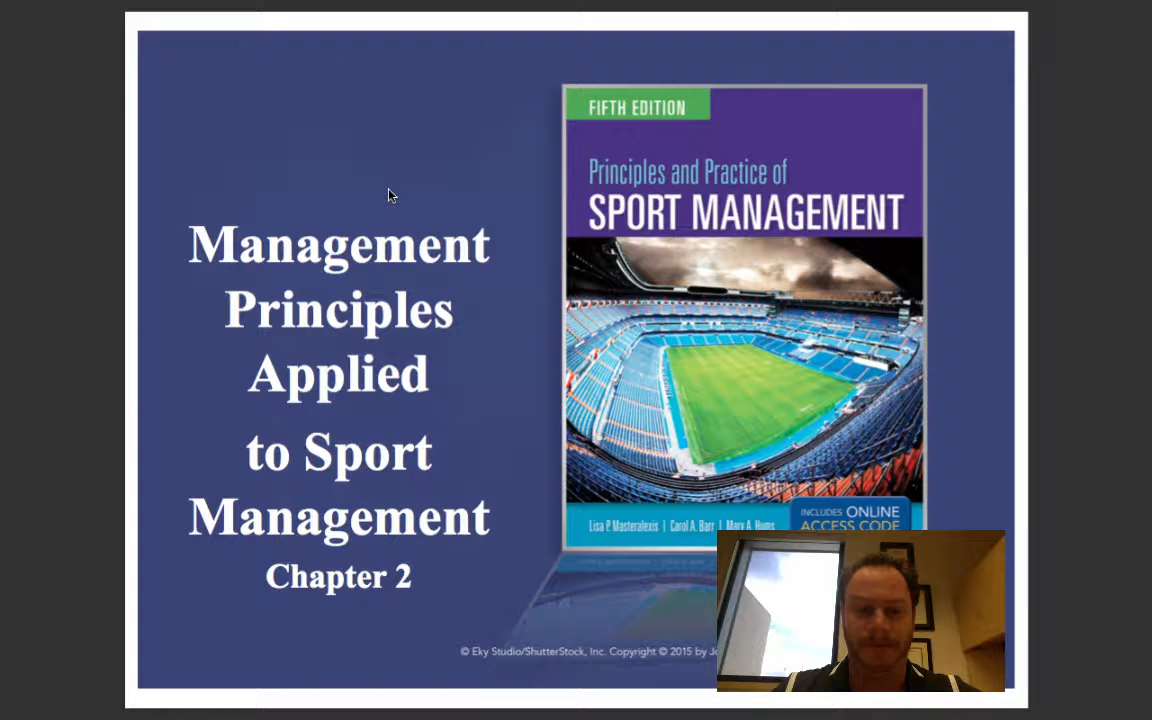 Management
Principles
Applied
to Sport
Management
Chapter 2
FIFTH EDITION
Principles and Practice of
SPORT MANAGEMENT
Lisa P. Masteralexis | Carol A. Barr | Mary A. Hums
INCLUDES ONLINE
ACCESS CODE
© Eky Studio/ShutterStock, Inc. Copyright © 2015 by